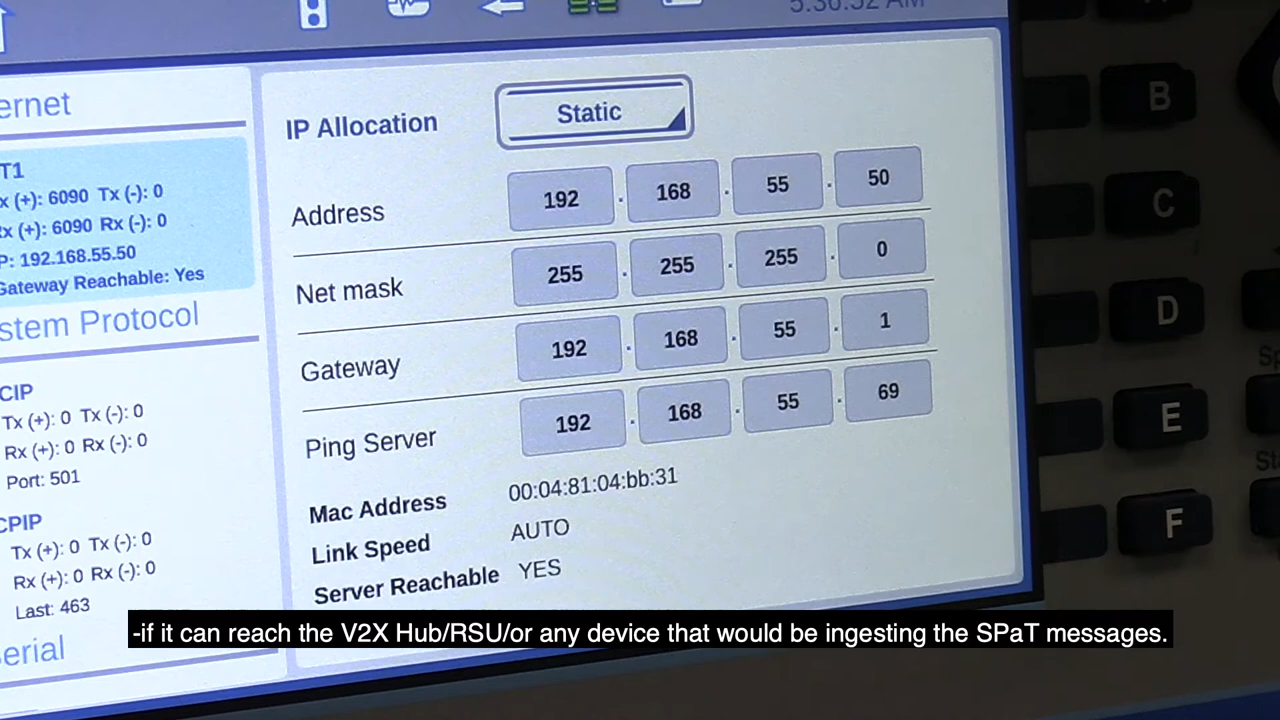 5:36:52 AM
ernet
T1
x (+): 6090 Tx (-): 0
x (+): 6090 Rx (-): 0
P: 192.168.55.50
Gateway Reachable: Yes
stem Protocol
CIP
Tx (+): 0 Tx (-): 0
Rx (+): 0 Rx (-): 0
Port: 501
CPIP
Tx (+): 0 Tx (-): 0
Rx (+): 0 Rx (-): 0
Last: 463
erial
IP Allocation Static
Address 192 . 168 . 55 . 50
Net mask 255 . 255 . 255 . 0
Gateway 192 . 168 . 55 . 1
Ping Server 192 . 168 . 55 . 69
Mac Address 00:04:81:04:bb:31
Link Speed AUTO
Server Reachable YES
B
C
D
E
F
-if it can reach the V2X Hub/RSU/or any device that would be ingesting the SPaT messages.